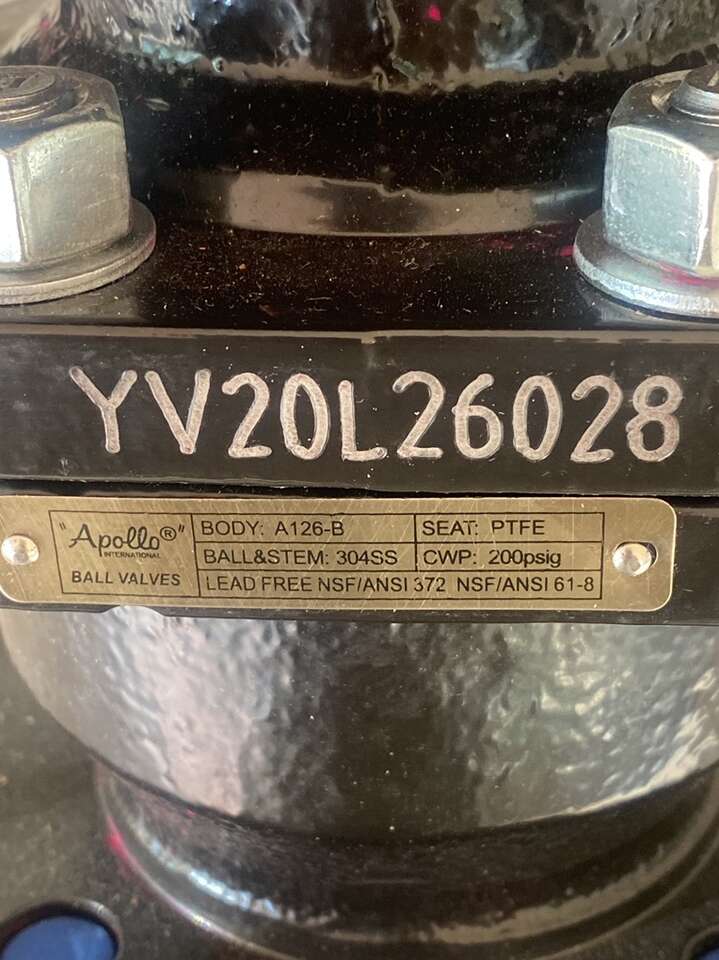 YV20L26028
"Apollo"®
INTERNATIONAL
BALL VALVES
BODY: A126-B
SEAT: PTFE
BALL&STEM: 304SS
CWP: 200psig
LEAD FREE NSF/ANSI 372 NSF/ANSI 61-8